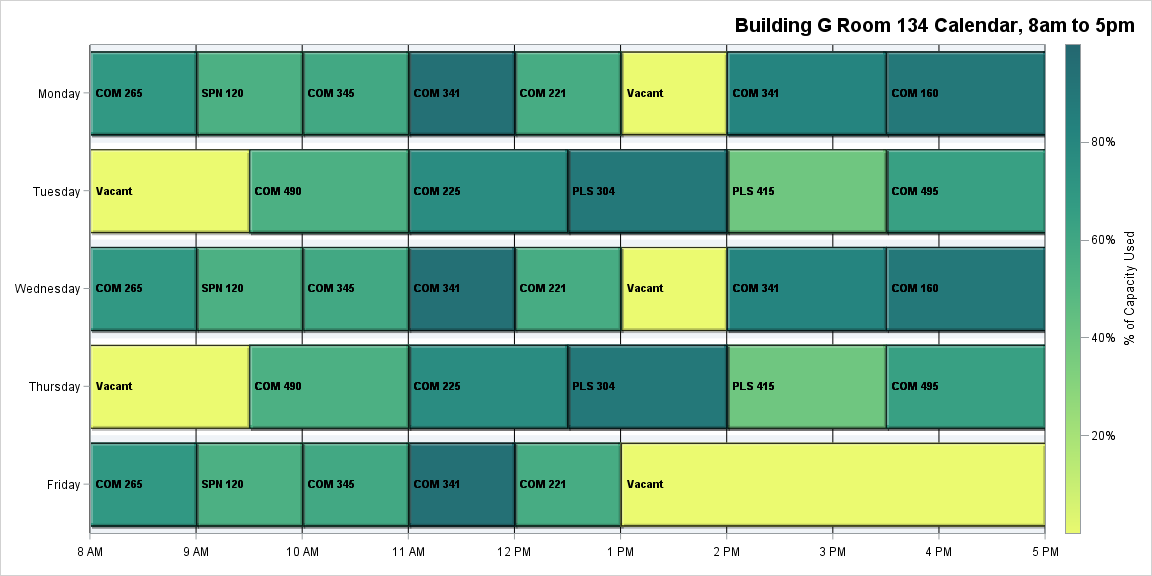 Building G Room 134 Calendar, 8am to 5pm
Monday COM 265 SPN 120 COM 345 COM 341 COM 221 Vacant COM 341 COM 160
80%
Tuesday Vacant COM 490 COM 225 PLS 304 PLS 415 COM 495
60%
% of Capacity Used
Wednesday COM 265 SPN 120 COM 345 COM 341 COM 221 Vacant COM 341 COM 160
40%
Thursday Vacant COM 490 COM 225 PLS 304 PLS 415 COM 495
20%
Friday COM 265 SPN 120 COM 345 COM 341 COM 221 Vacant
8 AM 9 AM 10 AM 11 AM 12 PM 1 PM 2 PM 3 PM 4 PM 5 PM